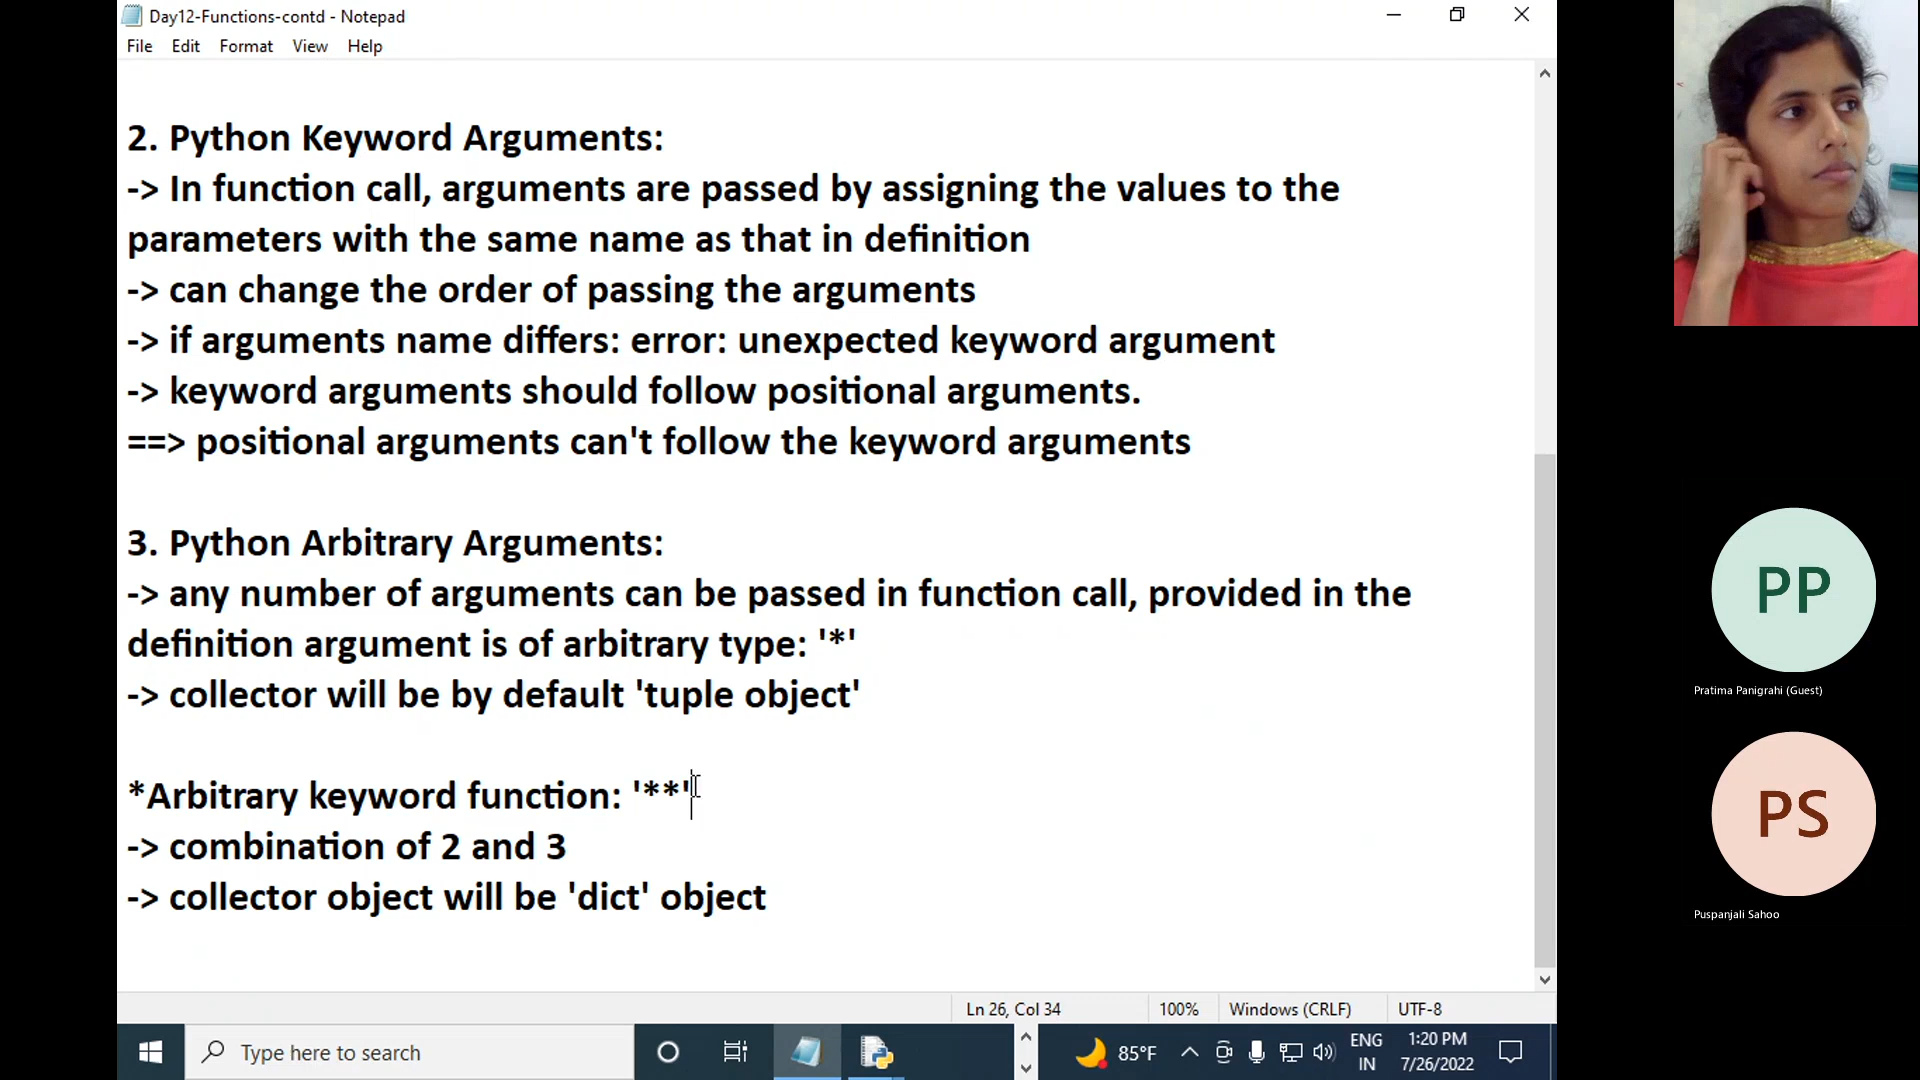 Day12-Functions-contd - Notepad
File Edit Format View Help
2. Python Keyword Arguments:
-> In function call, arguments are passed by assigning the values to the
parameters with the same name as that in definition
-> can change the order of passing the arguments
-> if arguments name differs: error: unexpected keyword argument
-> keyword arguments should follow positional arguments.
==> positional arguments can't follow the keyword arguments
3. Python Arbitrary Arguments:
-> any number of arguments can be passed in function call, provided in the
definition argument is of arbitrary type: '*'
-> collector will be by default 'tuple object'
*Arbitrary keyword function: '**'
-> combination of 2 and 3
-> collector object will be 'dict' object
Ln 26, Col 34 100% Windows (CRLF) UTF-8
Type here to search
85°F
ENG
IN
1:20 PM
7/26/2022
PP
Pratima Panigrahi (Guest)
PS
Puspanjali Sahoo